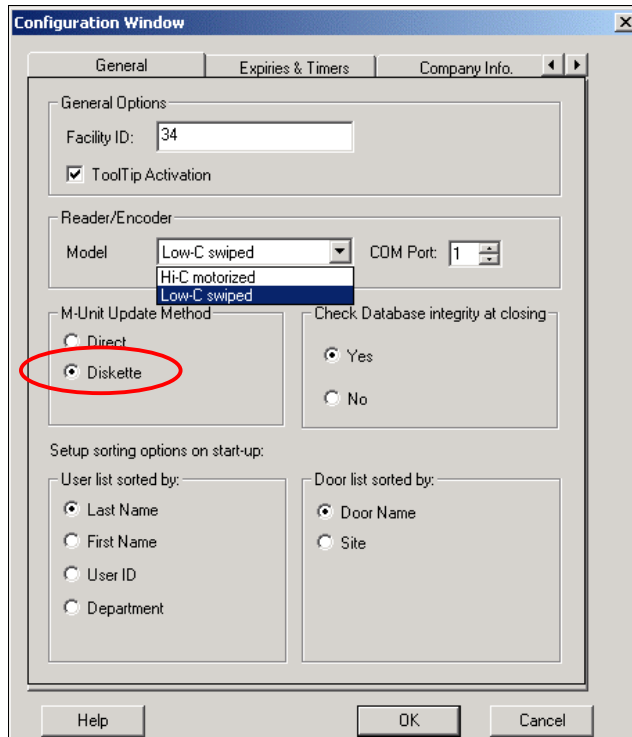 Configuration Window
General
Expiries & Timers
Company Info.
General Options
Facility ID: 34
ToolTip Activation
Reader/Encoder
Model Low-C swiped COM Port: 1
Hi-C motorized
Low-C swiped
M-Unit Update Method
Direct
Diskette
Check Database integrity at closing
Yes
No
Setup sorting options on start-up:
User list sorted by:
Last Name
First Name
User ID
Department
Door list sorted by:
Door Name
Site
Help
OK
Cancel